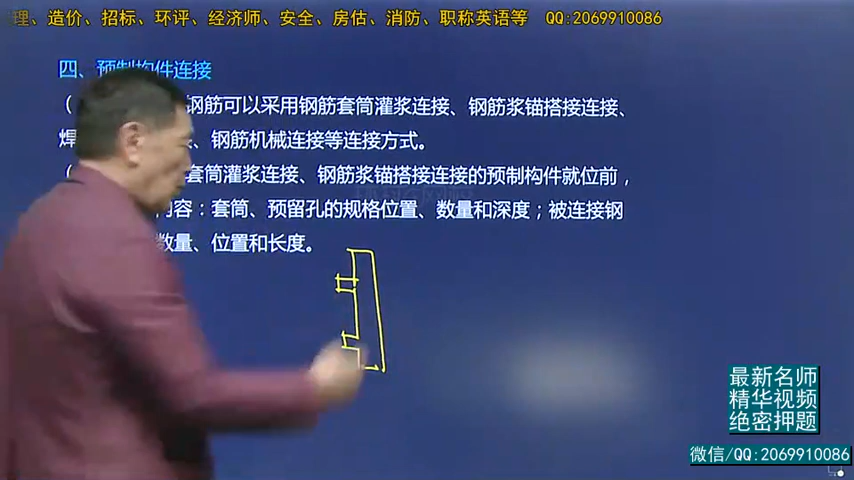 理、造价、招标、环评、经济师、安全、房估、消防、职称英语等 QQ:2069910086
四、预制构件连接
（ 钢筋可以采用钢筋套筒灌浆连接、钢筋浆锚搭接连接、
焊 、钢筋机械连接等连接方式。
（ 套筒灌浆连接、钢筋浆锚搭接连接的预制构件就位前，
内容：套筒、预留孔的规格位置、数量和深度；被连接钢
数量、位置和长度。
最新名师
精华视频
绝密押题
微信/QQ:2069910086